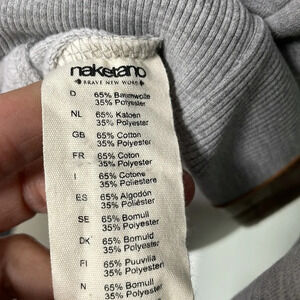 naketano
BRAVE NEW WORK
D 65% Baumwolle
35% Polyester
NL 65% Katoen
35% Polyester
GB 65% Cotton
35% Polyester
FR 65% Coton
35% Polyester
I 65% Cotone
35% Poliestere
ES 65% Algodón
35% Poliéster
SE 65% Bomull
35% Polyester
DK 65% Bomuld
35% Polyester
FI 65% Puuvilla
35% Polyesteri
N 65% Bomull
35% Polyester